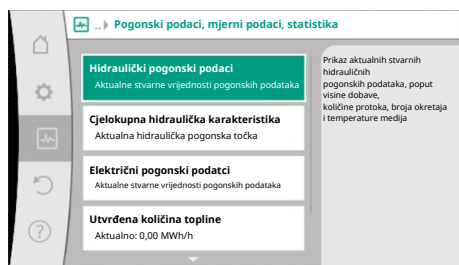 ..▸ Pogonski podaci, mjerni podaci, statistika
Hidraulički pogonski podaci
Aktualne stvarne vrijednosti pogonskih podataka
Cjelokupna hidraulička karakteristika
Aktualna hidraulička pogonska točka
Električni pogonski podatci
Aktualne stvarne vrijednosti pogonskih podataka
Utvrđena količina topline
Aktualno: 0,00 MWh/h
Prikaz aktualnih stvarnih
hidrauličnih
pogonskih podataka, poput
visine dobave,
količine protoka, broja okretaja
i temperature medija
?